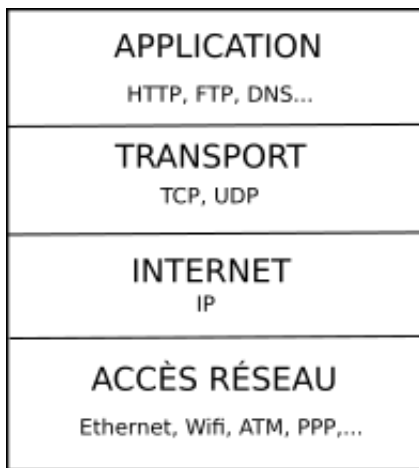 APPLICATION
HTTP, FTP, DNS...
TRANSPORT
TCP, UDP
INTERNET
IP
ACCÈS RÉSEAU
Ethernet, Wifi, ATM, PPP,...